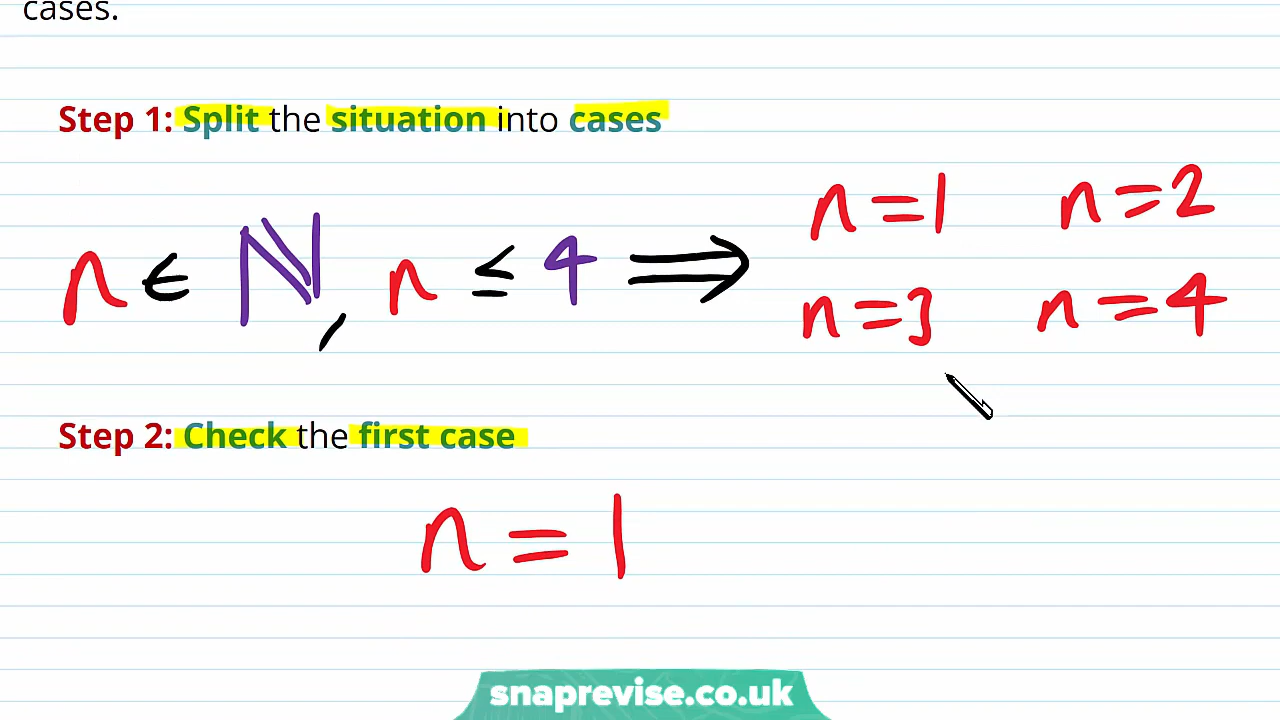 cases.
Step 1: Split the situation into cases
n = 1 n = 2
n ∈ ℕ, n ≤ 4 ⟹
n = 3 n = 4
Step 2: Check the first case
n = 1
snaprevise.co.uk